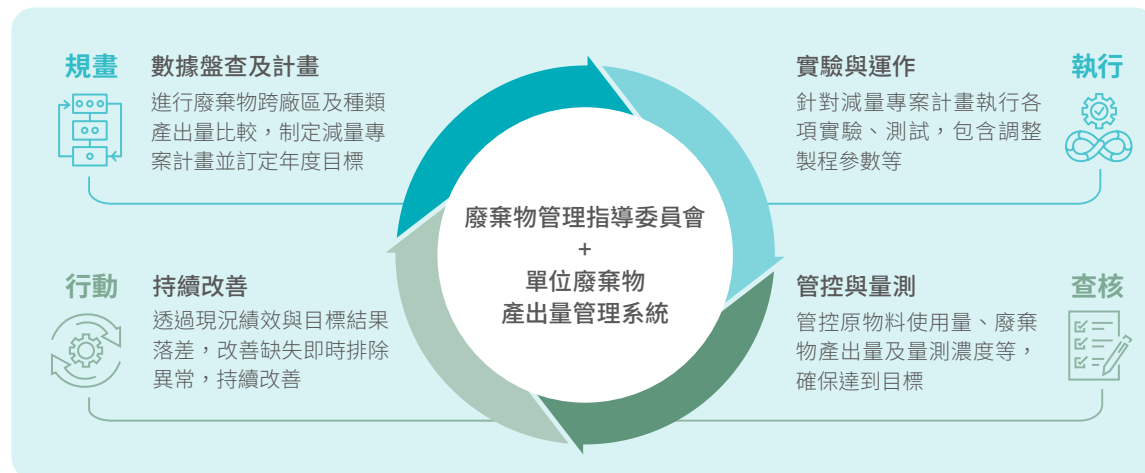 規畫
數據盤查及計畫
進行廢棄物跨廠區及種類
產出量比較，制定減量專
案計畫並訂定年度目標
實驗與運作
執行
針對減量專案計畫執行各
項實驗、測試，包含調整
製程參數等
廢棄物管理指導委員會
+
單位廢棄物
產出量管理系統
行動
持續改善
透過現況績效與目標結果
落差，改善缺失即時排除
異常，持續改善
管控與量測
查核
管控原物料使用量、廢棄
物產出量及量測濃度等，
確保達到目標